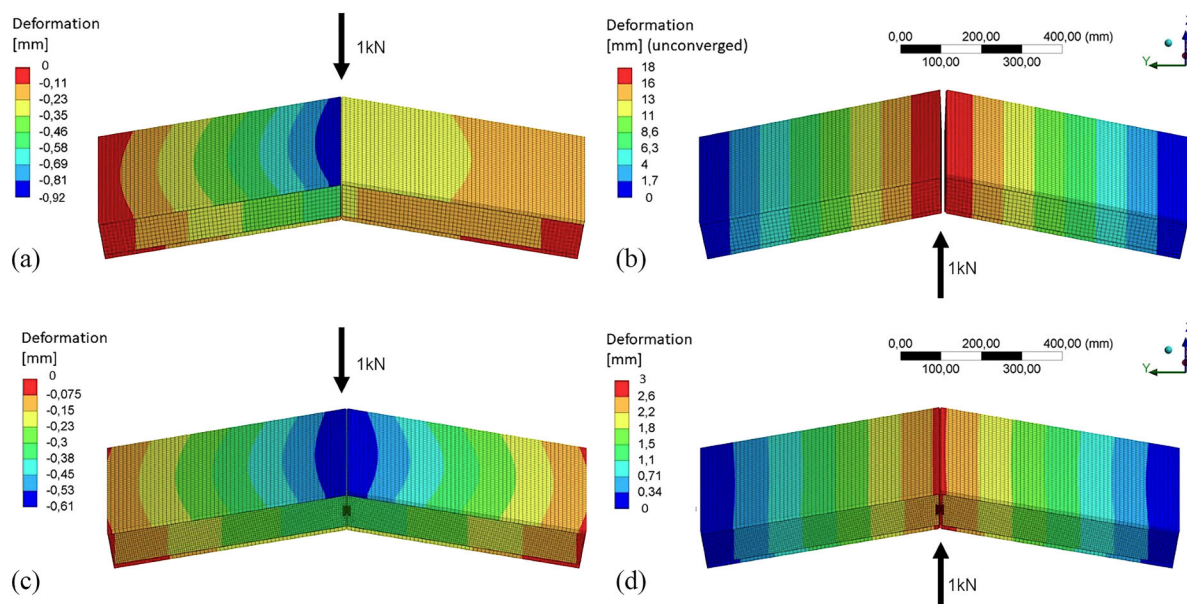 Deformation
[mm]
0
-0,11
-0,23
-0,35
-0,46
-0,58
-0,69
-0,81
-0,92
1kN
(a)
Deformation
[mm] (unconverged)
18
16
13
11
8,6
6,3
4
1,7
0
0,00 200,00 400,00 (mm)
100,00 300,00
Z
Y
1kN
(b)
Deformation
[mm]
0
-0,075
-0,15
-0,23
-0,3
-0,38
-0,45
-0,53
-0,61
1kN
(c)
Deformation
[mm]
3
2,6
2,2
1,8
1,5
1,1
0,71
0,34
0
0,00 200,00 400,00 (mm)
100,00 300,00
Z
Y
1kN
(d)